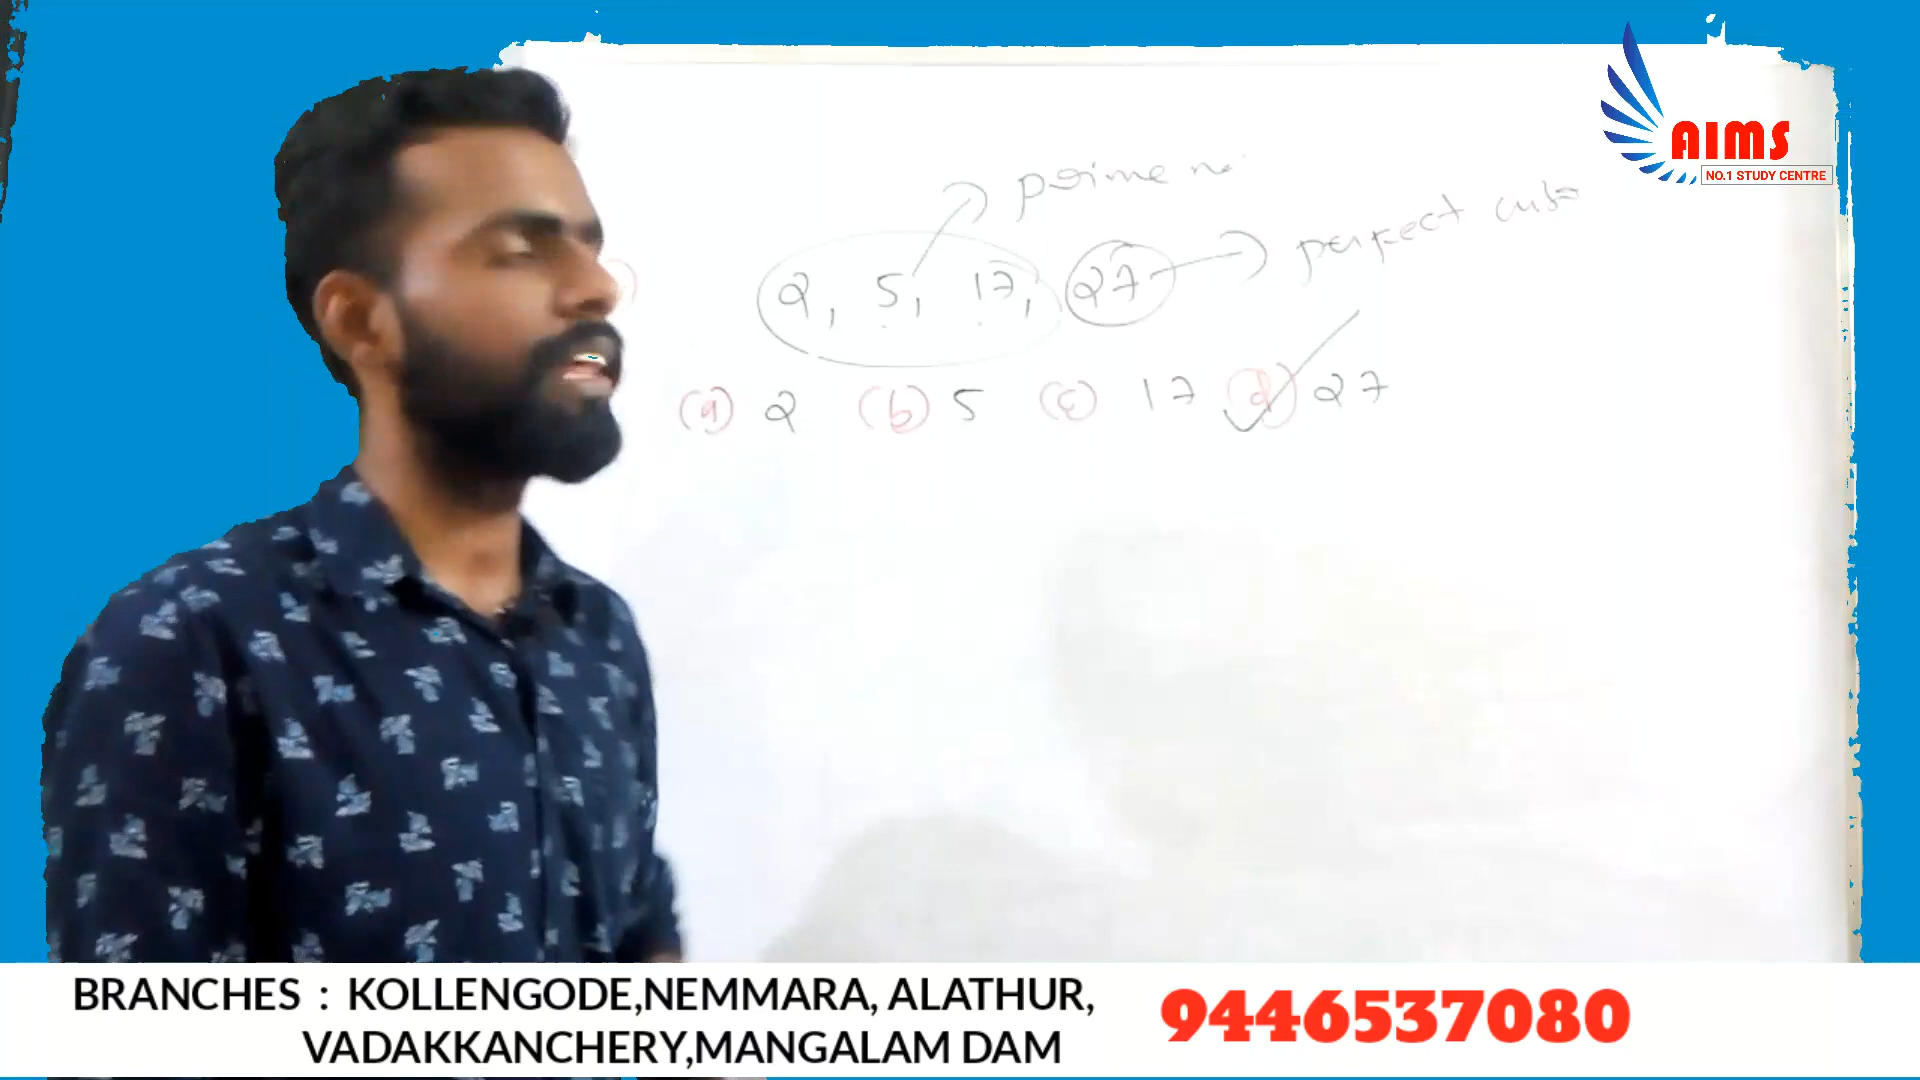 AIMS
NO.1 STUDY CENTRE
prime no
perfect cube
2, 5, 17, 27
(a) 2 (b) 5 (c) 17 (d) 27
BRANCHES : KOLLENGODE,NEMMARA, ALATHUR,
VADAKKANCHERY,MANGALAM DAM
9446537080